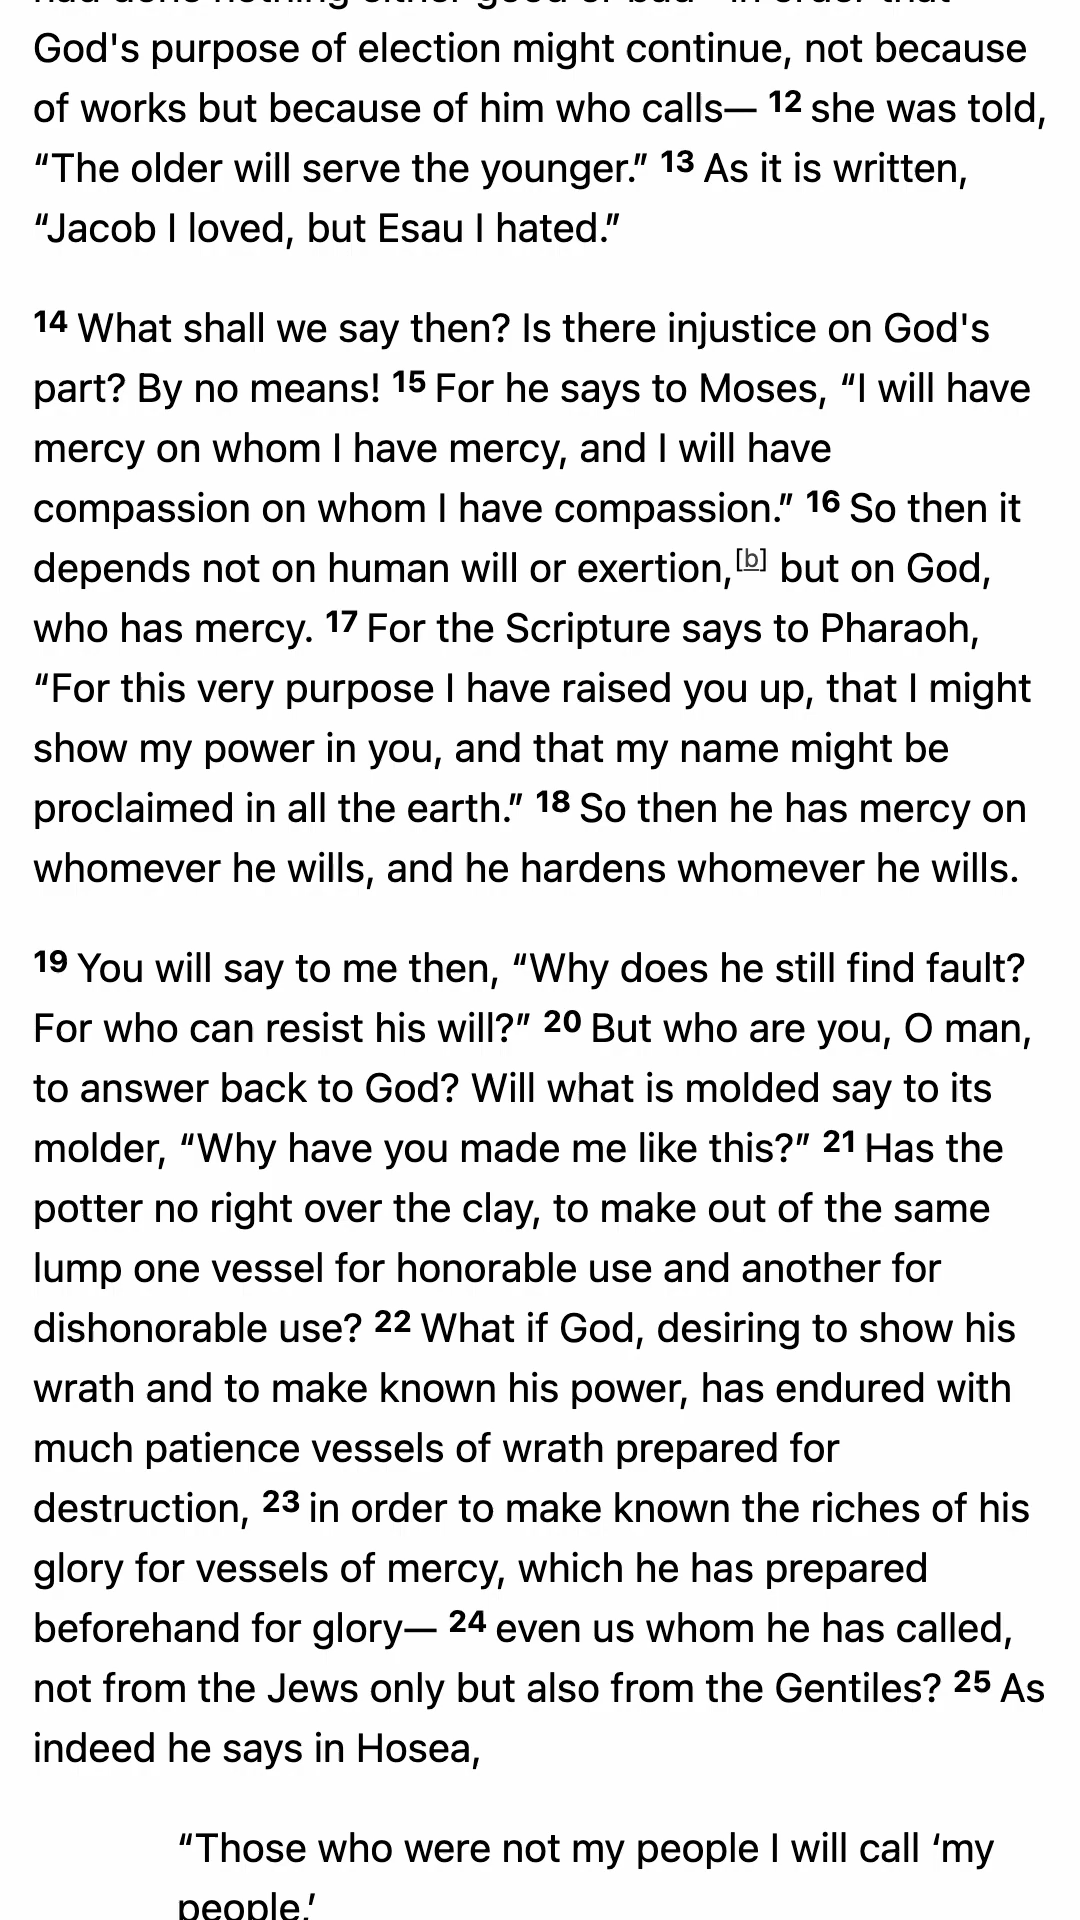 God's purpose of election might continue, not because
of works but because of him who calls— 12 she was told,
“The older will serve the younger.” 13 As it is written,
“Jacob I loved, but Esau I hated.”
14 What shall we say then? Is there injustice on God's
part? By no means! 15 For he says to Moses, “I will have
mercy on whom I have mercy, and I will have
compassion on whom I have compassion.” 16 So then it
depends not on human will or exertion,[b] but on God,
who has mercy. 17 For the Scripture says to Pharaoh,
“For this very purpose I have raised you up, that I might
show my power in you, and that my name might be
proclaimed in all the earth.” 18 So then he has mercy on
whomever he wills, and he hardens whomever he wills.
19 You will say to me then, “Why does he still find fault?
For who can resist his will?” 20 But who are you, O man,
to answer back to God? Will what is molded say to its
molder, “Why have you made me like this?” 21 Has the
potter no right over the clay, to make out of the same
lump one vessel for honorable use and another for
dishonorable use? 22 What if God, desiring to show his
wrath and to make known his power, has endured with
much patience vessels of wrath prepared for
destruction, 23 in order to make known the riches of his
glory for vessels of mercy, which he has prepared
beforehand for glory— 24 even us whom he has called,
not from the Jews only but also from the Gentiles? 25 As
indeed he says in Hosea,
“Those who were not my people I will call ‘my
people,’